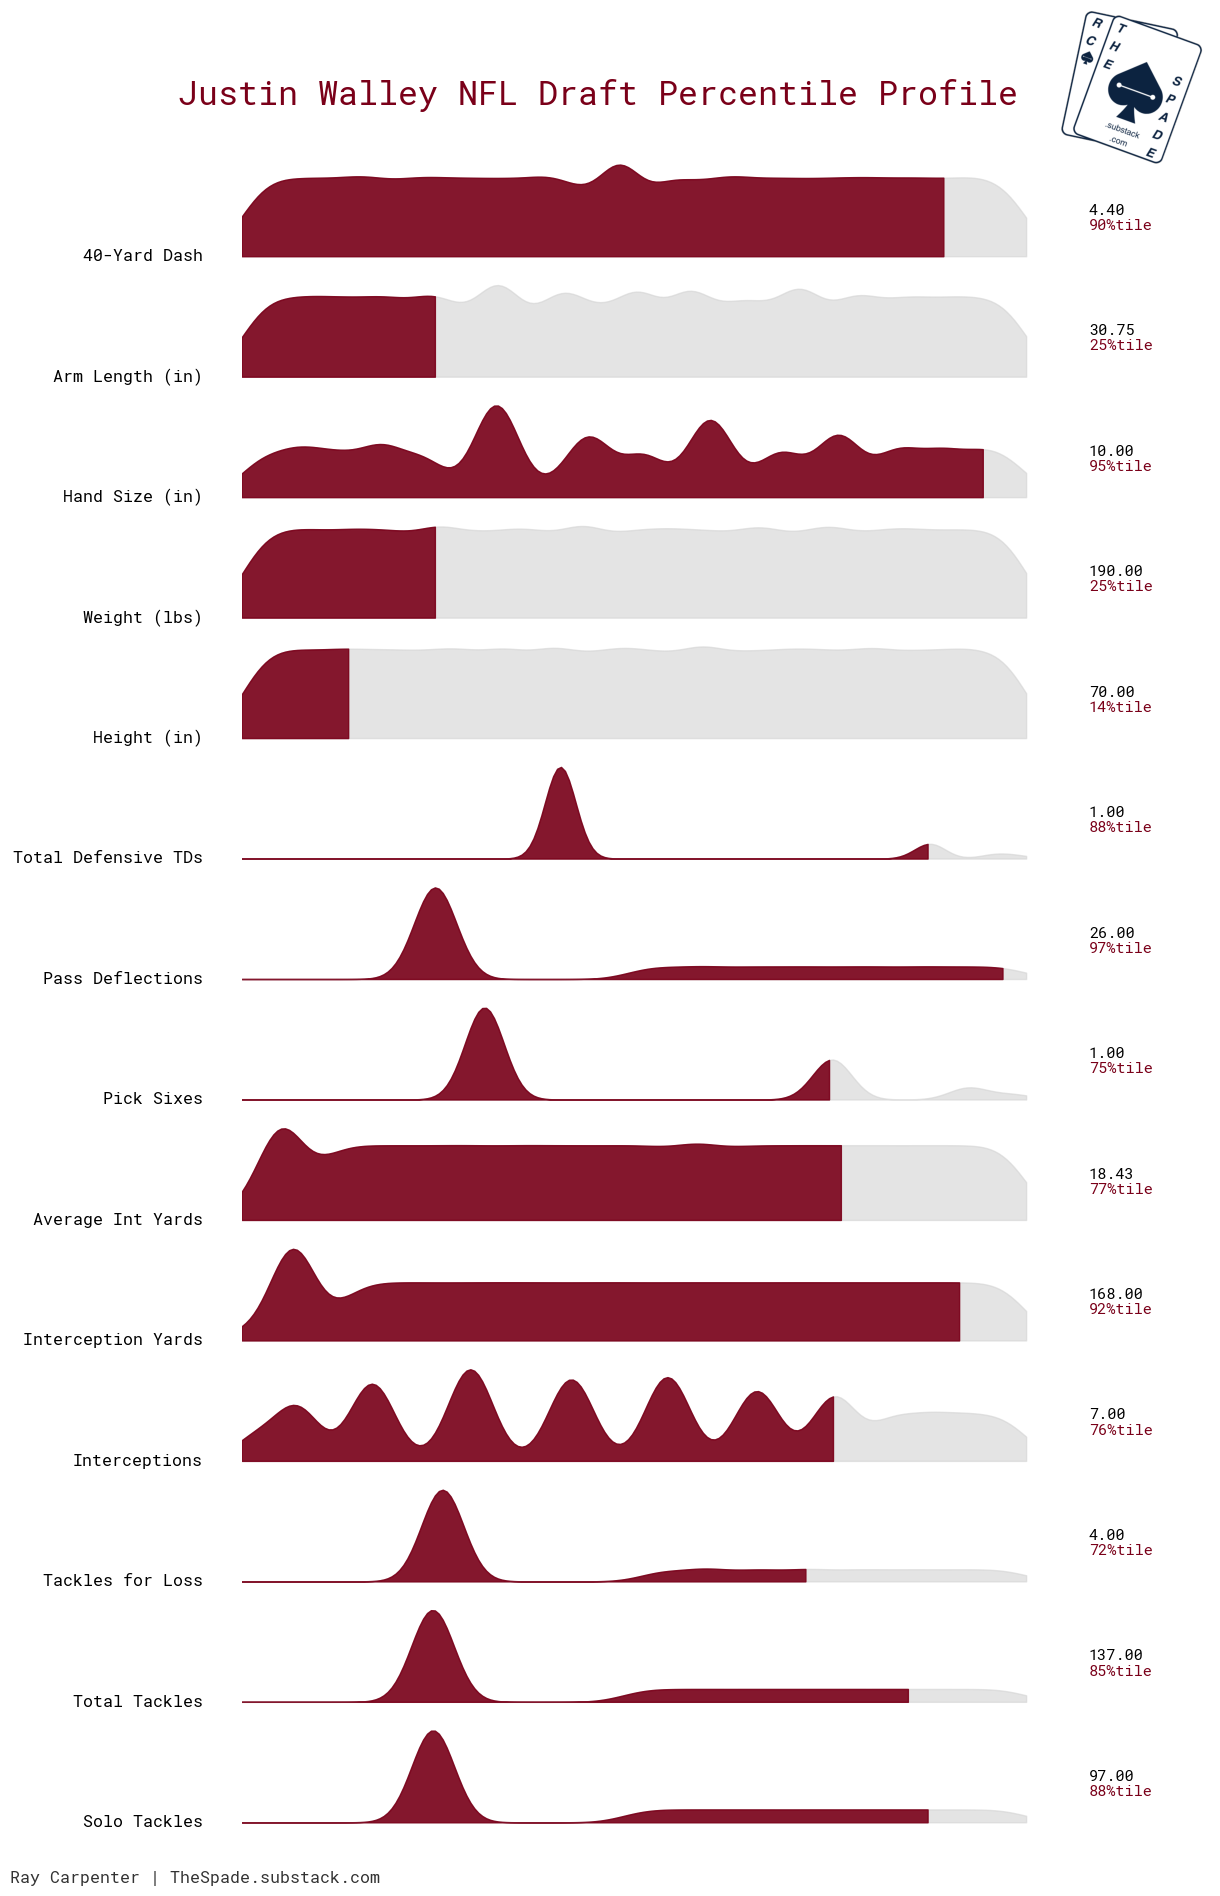 R
C
THE
SPADE
.substack
.com
Justin Walley NFL Draft Percentile Profile
40-Yard Dash
4.40
90%tile
Arm Length (in)
30.75
25%tile
Hand Size (in)
10.00
95%tile
Weight (lbs)
190.00
25%tile
Height (in)
70.00
14%tile
Total Defensive TDs
1.00
88%tile
Pass Deflections
26.00
97%tile
Pick Sixes
1.00
75%tile
Average Int Yards
18.43
77%tile
Interception Yards
168.00
92%tile
Interceptions
7.00
76%tile
Tackles for Loss
4.00
72%tile
Total Tackles
137.00
85%tile
Solo Tackles
97.00
88%tile
Ray Carpenter | TheSpade.substack.com